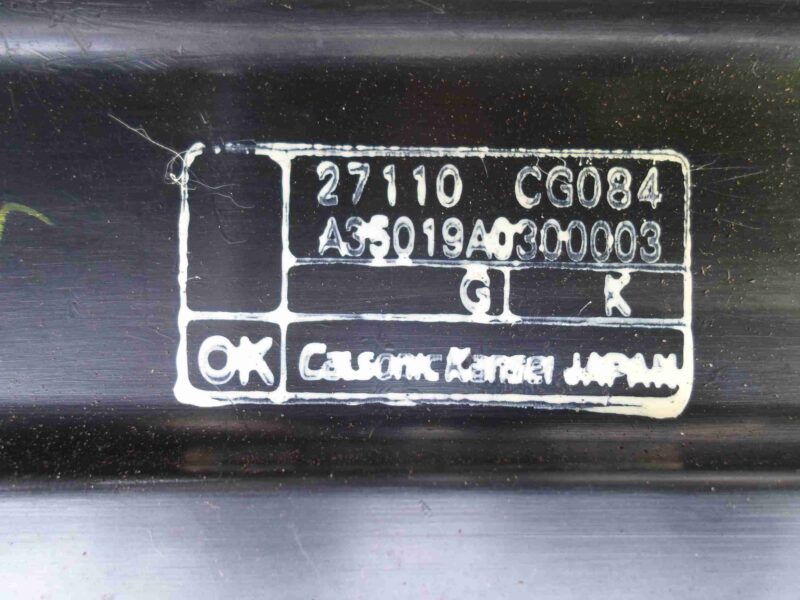 27110 CG084
A35019A0300003
G K
OK Calsonic Kansei JAPAN